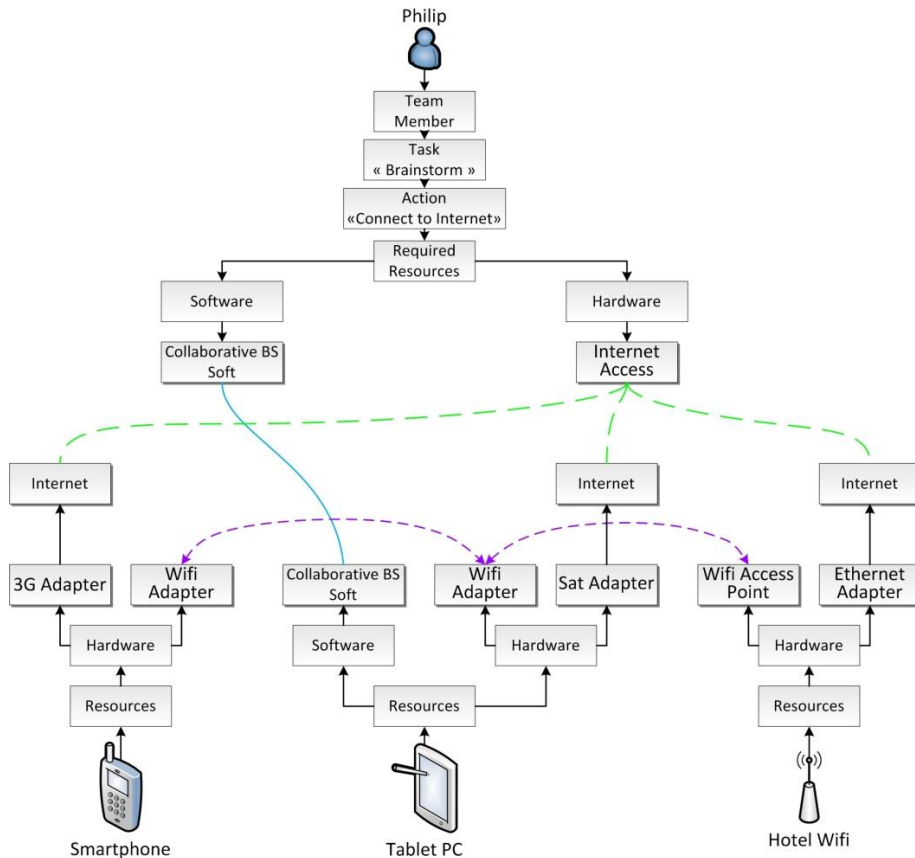 Philip
Team
Member
Task
« Brainstorm »
Action
«Connect to Internet»
Required
Resources
Software
Hardware
Collaborative BS
Soft
Internet
Access
Internet
Internet
Internet
3G Adapter
Wifi
Adapter
Collaborative BS
Soft
Wifi
Adapter
Sat Adapter
Wifi Access
Point
Ethernet
Adapter
Hardware
Software
Hardware
Hardware
Resources
Resources
Resources
Smartphone
Tablet PC
Hotel Wifi